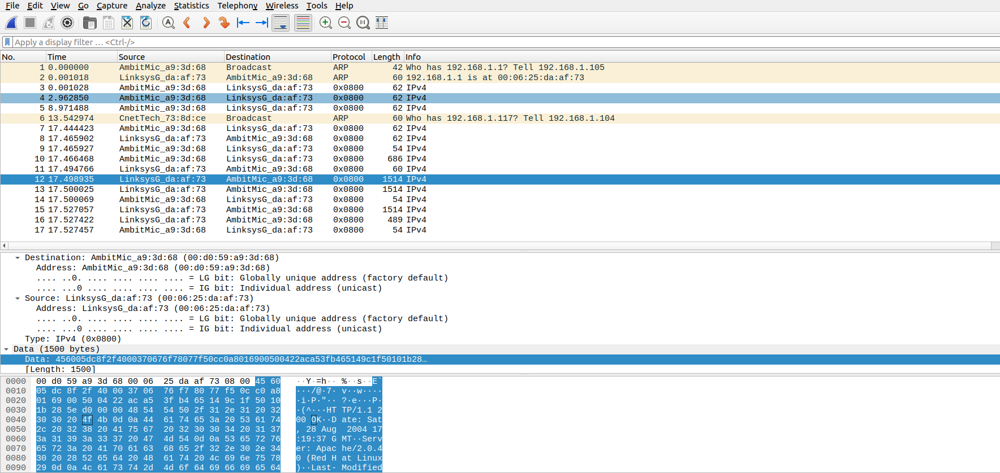 File Edit View Go Capture Analyze Statistics Telephony Wireless Tools Help
Apply a display filter … <Ctrl-/>
No. Time Source Destination Protocol Length Info
1 0.000000 AmbitMic_a9:3d:68 Broadcast ARP 42 Who has 192.168.1.1? Tell 192.168.1.105
2 0.001018 LinksysG_da:af:73 AmbitMic_a9:3d:68 ARP 60 192.168.1.1 is at 00:06:25:da:af:73
3 0.001028 AmbitMic_a9:3d:68 LinksysG_da:af:73 0x0800 62 IPv4
4 2.962850 AmbitMic_a9:3d:68 LinksysG_da:af:73 0x0800 62 IPv4
5 8.971488 AmbitMic_a9:3d:68 LinksysG_da:af:73 0x0800 62 IPv4
6 13.542974 CnetTech_73:8d:ce Broadcast ARP 60 Who has 192.168.1.117? Tell 192.168.1.104
7 17.444423 AmbitMic_a9:3d:68 LinksysG_da:af:73 0x0800 62 IPv4
8 17.465902 LinksysG_da:af:73 AmbitMic_a9:3d:68 0x0800 62 IPv4
9 17.465927 AmbitMic_a9:3d:68 LinksysG_da:af:73 0x0800 54 IPv4
10 17.466468 AmbitMic_a9:3d:68 LinksysG_da:af:73 0x0800 686 IPv4
11 17.494766 LinksysG_da:af:73 AmbitMic_a9:3d:68 0x0800 60 IPv4
12 17.498935 LinksysG_da:af:73 AmbitMic_a9:3d:68 0x0800 1514 IPv4
13 17.500025 LinksysG_da:af:73 AmbitMic_a9:3d:68 0x0800 1514 IPv4
14 17.500069 AmbitMic_a9:3d:68 LinksysG_da:af:73 0x0800 54 IPv4
15 17.527057 LinksysG_da:af:73 AmbitMic_a9:3d:68 0x0800 1514 IPv4
16 17.527422 LinksysG_da:af:73 AmbitMic_a9:3d:68 0x0800 489 IPv4
17 17.527457 AmbitMic_a9:3d:68 LinksysG_da:af:73 0x0800 54 IPv4
Destination: AmbitMic_a9:3d:68 (00:d0:59:a9:3d:68)
Address: AmbitMic_a9:3d:68 (00:d0:59:a9:3d:68)
.... ..0. .... .... .... .... = LG bit: Globally unique address (factory default)
.... ...0 .... .... .... .... = IG bit: Individual address (unicast)
Source: LinksysG_da:af:73 (00:06:25:da:af:73)
Address: LinksysG_da:af:73 (00:06:25:da:af:73)
.... ..0. .... .... .... .... = LG bit: Globally unique address (factory default)
.... ...0 .... .... .... .... = IG bit: Individual address (unicast)
Type: IPv4 (0x0800)
Data (1500 bytes)
Data: 456005dc8f2f4000370676f78077f50cc0a8016900500422aca53fb465149c1f50101b28…
[Length: 1500]
0000 00 d0 59 a9 3d 68 00 06 25 da af 73 08 00 45 60 ··Y·=h·· %··s··E`
0010 05 dc 8f 2f 40 00 37 06 76 f7 80 77 f5 0c c0 a8 ···/@·7· v··w····
0020 01 69 00 50 04 22 ac a5 3f b4 65 14 9c 1f 50 10 ·i·P·"·· ?·e···P·
0030 1b 28 5e d0 00 00 48 54 54 50 2f 31 2e 31 20 32 ·(^···HT TP/1.1 2
0040 30 30 20 4f 4b 0d 0a 44 61 74 65 3a 20 53 61 74 00 OK··D ate: Sat
0050 2c 20 32 38 20 41 75 67 20 32 30 30 34 20 31 37 , 28 Aug 2004 17
0060 3a 31 39 3a 33 37 20 47 4d 54 0d 0a 53 65 72 76 :19:37 G MT··Serv
0070 65 72 3a 20 41 70 61 63 68 65 2f 32 2e 30 2e 34 er: Apac he/2.0.4
0080 30 20 28 52 65 64 20 48 61 74 20 4c 69 6e 75 78 0 (Red H at Linux
0090 29 0d 0a 4c 61 73 74 2d 4d 6f 64 69 66 69 65 64 )··Last- Modified